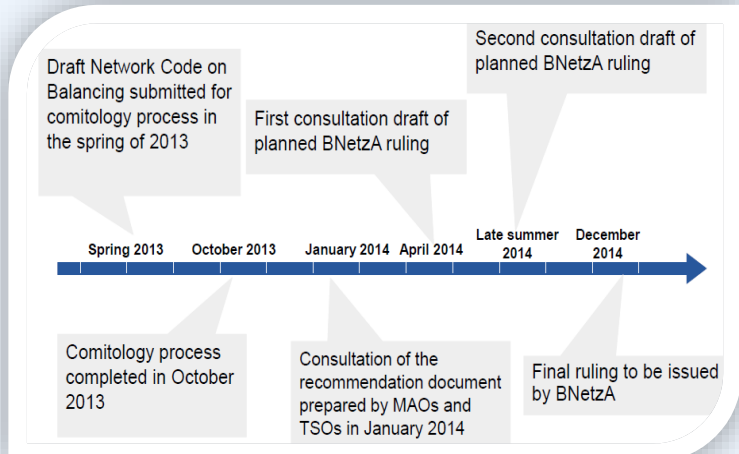 Draft Network Code on
Balancing submitted for
comitology process in
the spring of 2013
First consultation draft of
planned BNetzA ruling
Second consultation draft of
planned BNetzA ruling
Spring 2013
October 2013
January 2014
April 2014
Late summer
2014
December
2014
Comitology process
completed in October
2013
Consultation of the
recommendation document
prepared by MAOs and
TSOs in January 2014
Final ruling to be issued
by BNetzA